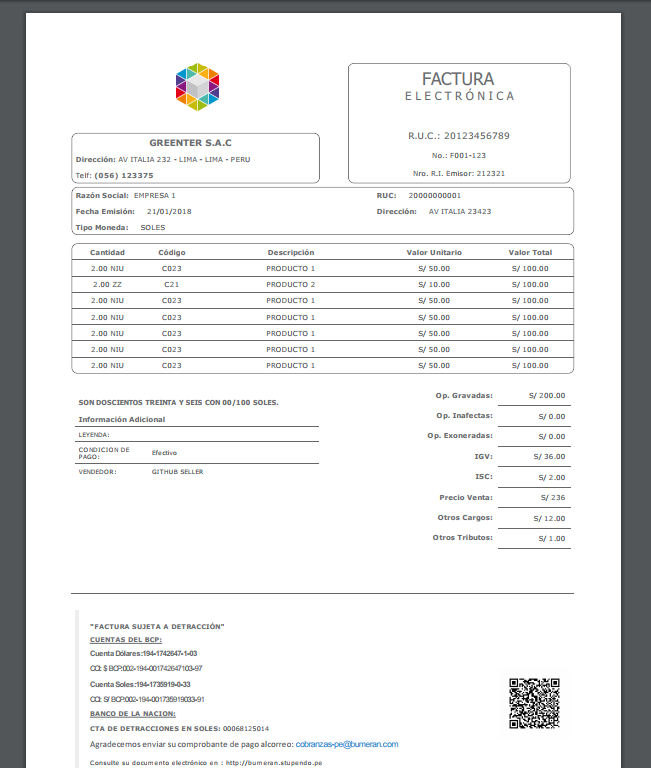 FACTURA
ELECTRÓNICA
R.U.C.: 20123456789
No.: F001-123
Nro. R.I. Emisor: 212321
GREENTER S.A.C
Dirección: AV ITALIA 232 - LIMA - LIMA - PERU
Telf: (056) 123375
Razón Social: EMPRESA 1 RUC: 20000000001
Fecha Emisión: 21/01/2018 Dirección: AV ITALIA 23423
Tipo Moneda: SOLES
Cantidad Código Descripción Valor Unitario Valor Total
2.00 NIU C023 PRODUCTO 1 S/ 50.00 S/ 100.00
2.00 ZZ C21 PRODUCTO 2 S/ 10.00 S/ 100.00
2.00 NIU C023 PRODUCTO 1 S/ 50.00 S/ 100.00
2.00 NIU C023 PRODUCTO 1 S/ 50.00 S/ 100.00
2.00 NIU C023 PRODUCTO 1 S/ 50.00 S/ 100.00
2.00 NIU C023 PRODUCTO 1 S/ 50.00 S/ 100.00
2.00 NIU C023 PRODUCTO 1 S/ 50.00 S/ 100.00
SON DOSCIENTOS TREINTA Y SEIS CON 00/100 SOLES.
Información Adicional
LEYENDA:
CONDICION DE PAGO: Efectivo
VENDEDOR: GITHUB SELLER
Op. Gravadas: S/ 200.00
Op. Inafectas: S/ 0.00
Op. Exoneradas: S/ 0.00
IGV: S/ 36.00
ISC: S/ 2.00
Precio Venta: S/ 236
Otros Cargos: S/ 12.00
Otros Tributos: S/ 1.00
"FACTURA SUJETA A DETRACCIÓN"
CUENTAS DEL BCP:
Cuenta Dólares:194-1742647-1-03
CCI: $ BCP:002-194-001742647103-97
Cuenta Soles:194-1735919-0-33
CCI: S/ BCP:002-194-001735919033-91
BANCO DE LA NACION:
CTA DE DETRACCIONES EN SOLES: 00068125014
Agradecemos enviar su comprobante de pago alcorreo: cobranzas-pe@bumeran.com
Consulte su documento electrónico en : http://bumeran.stupendo.pe